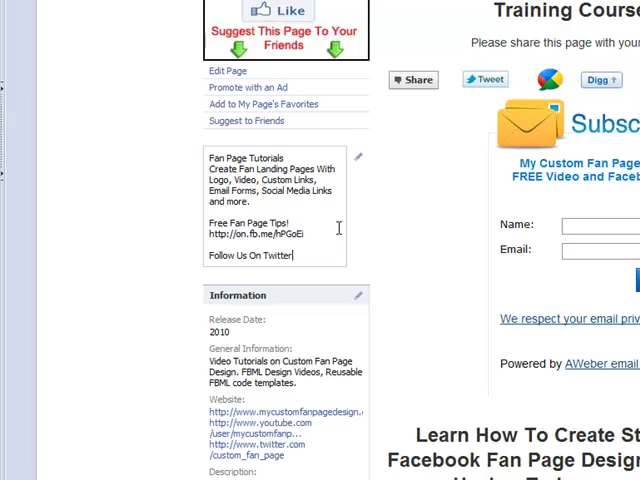 Like
Suggest This Page To Your
Friends
Edit Page
Promote with an Ad
Add to My Page's Favorites
Suggest to Friends
Fan Page Tutorials
Create Fan Landing Pages With
Logo, Video, Custom Links,
Email Forms, Social Media Links
and more.
Free Fan Page Tips!
http://on.fb.me/hPGoEi
Follow Us On Twitter
Information
Release Date:
2010
General Information:
Video Tutorials on Custom Fan Page
Design. FBML Design Videos, Reusable
FBML code templates.
Website:
http://www.mycustomfanpagedesign.
http://www.youtube.com
/user/mycustomfanp...
http://www.twitter.com
/custom_fan_page
Description:
Training Course
Please share this page with your
Share
Tweet
Digg
Subsc
My Custom Fan Page
FREE Video and Faceb
Name:
Email:
We respect your email priv
Powered by AWeber email
Learn How To Create St
Facebook Fan Page Design